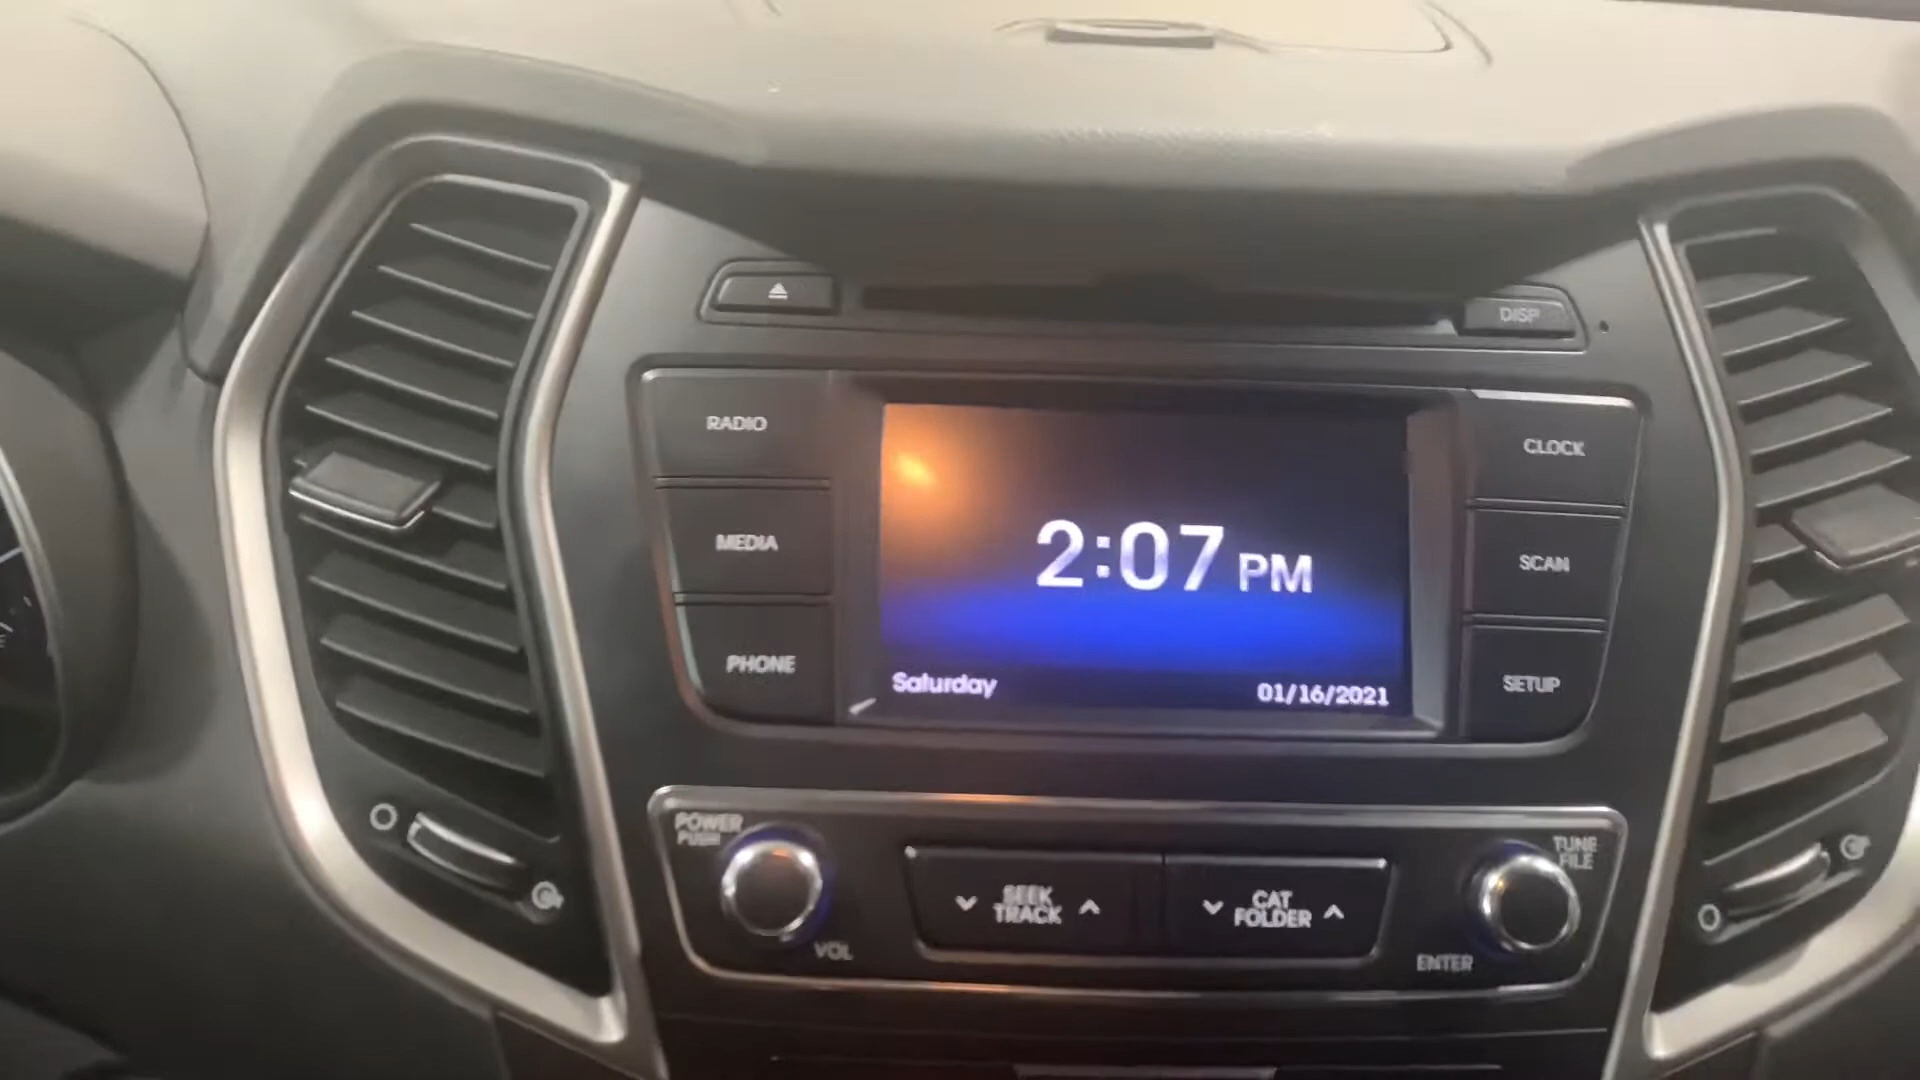 DISP
RADIO
CLOCK
MEDIA
2:07 PM
SCAN
PHONE
Saturday
01/16/2021
SETUP
POWER
PUSH
VOL
SEEK
TRACK
CAT
FOLDER
TUNE
FILE
ENTER